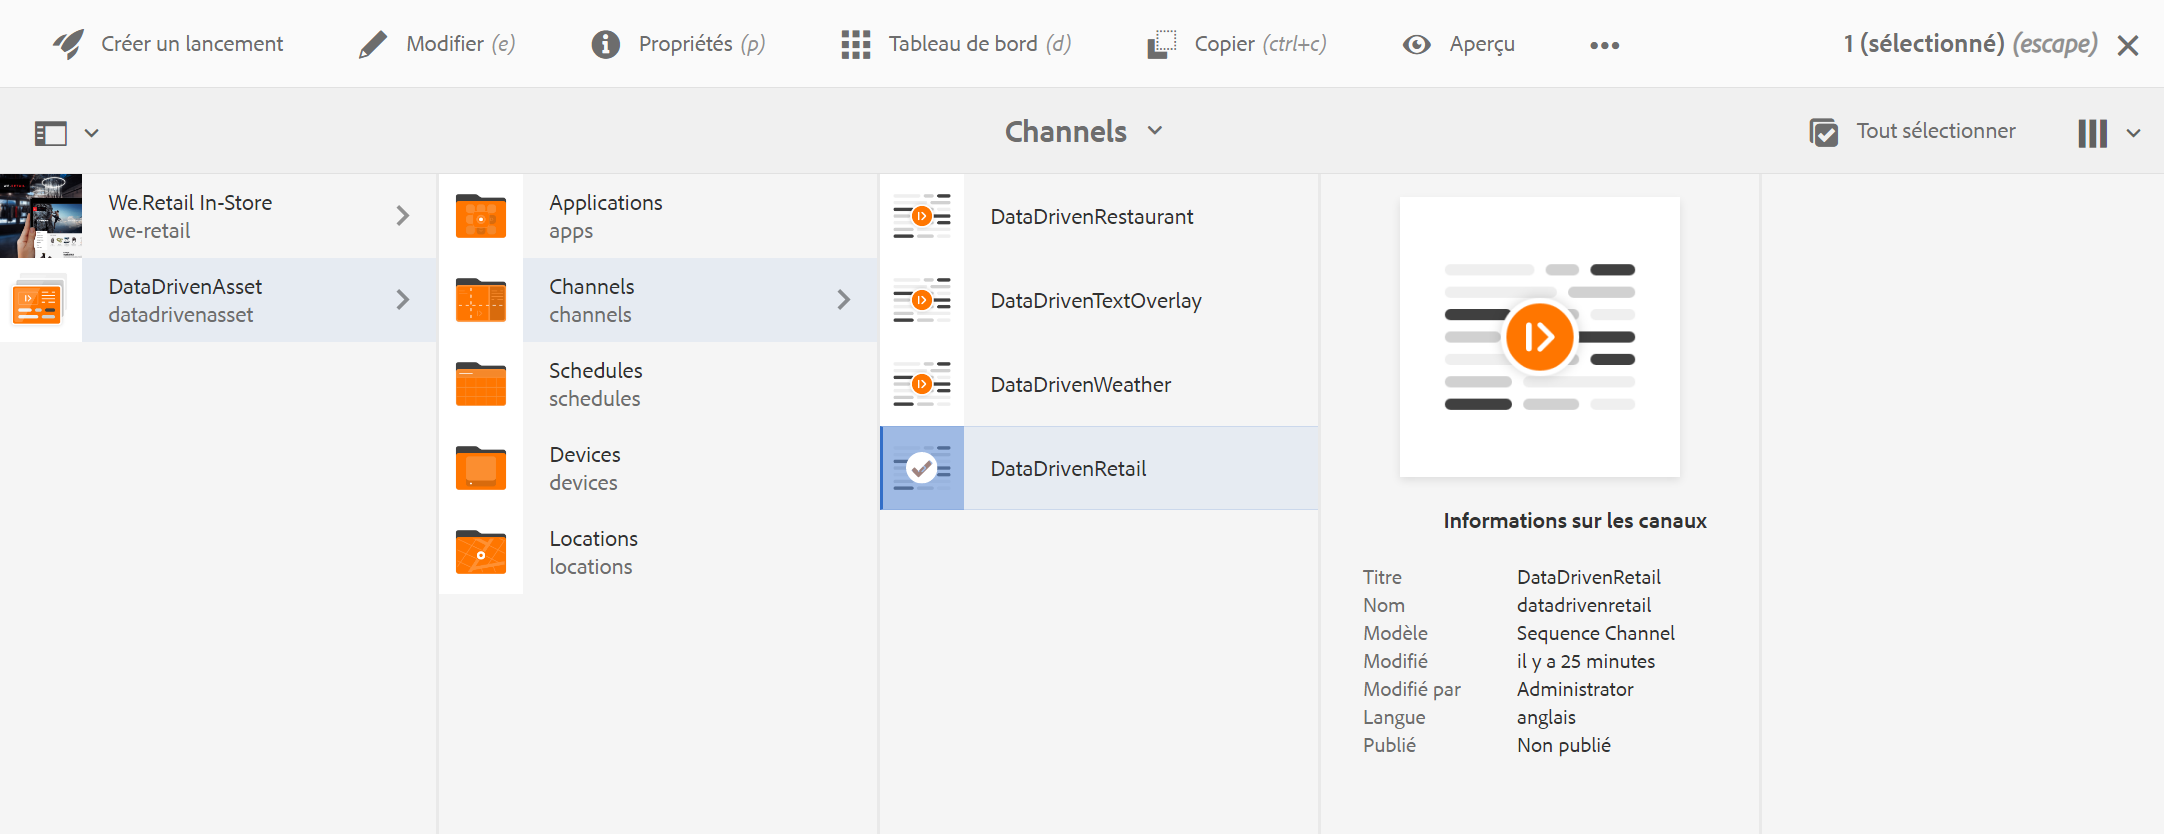 Créer un lancement
Modifier (e)
Propriétés (p)
Tableau de bord (d)
Copier (ctrl+c)
Aperçu
1 (sélectionné) (escape)
Channels
Tout sélectionner
We.Retail In-Store
we-retail
DataDrivenAsset
datadrivenasset
Applications
apps
Channels
channels
Schedules
schedules
Devices
devices
Locations
locations
DataDrivenRestaurant
DataDrivenTextOverlay
DataDrivenWeather
DataDrivenRetail
Informations sur les canaux
Titre DataDrivenRetail
Nom datadrivenretail
Modèle Sequence Channel
Modifié il y a 25 minutes
Modifié par Administrator
Langue anglais
Publié Non publié